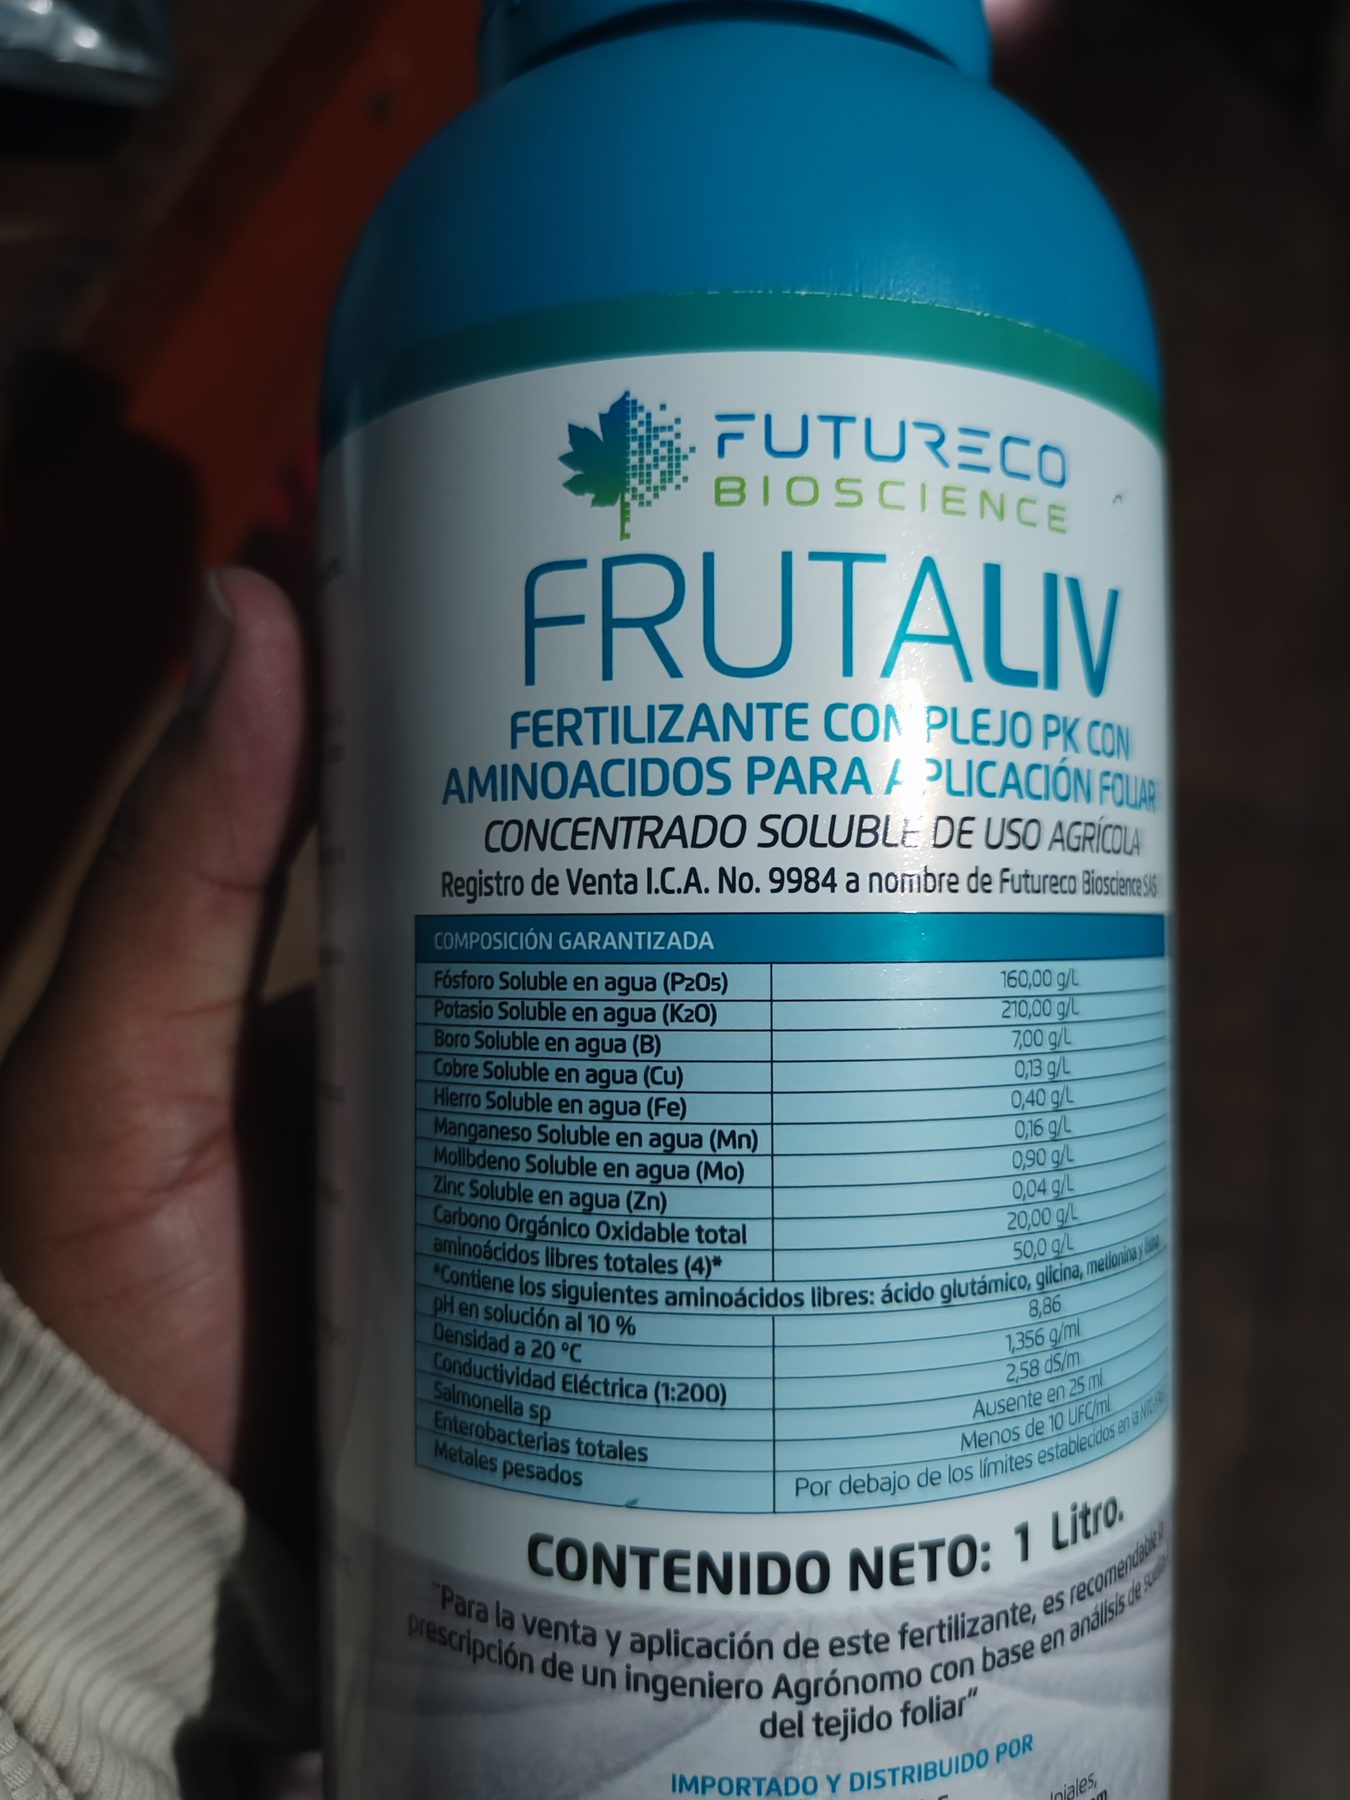 FUTURECO
BIOSCIENCE
FRUTALIV
FERTILIZANTE COMPLEJO PK CON
AMINOACIDOS PARA APLICACIÓN FOLIAR
CONCENTRADO SOLUBLE DE USO AGRÍCOLA
Registro de Venta I.C.A. No. 9984 a nombre de Futureco Bioscience SAS
COMPOSICIÓN GARANTIZADA
Fósforo Soluble en agua (P2O5) 160,00 g/L
Potasio Soluble en agua (K2O) 210,00 g/L
Boro Soluble en agua (B) 7,00 g/L
Cobre Soluble en agua (Cu) 0,13 g/L
Hierro Soluble en agua (Fe) 0,40 g/L
Manganeso Soluble en agua (Mn) 0,16 g/L
Molibdeno Soluble en agua (Mo) 0,90 g/L
Zinc Soluble en agua (Zn) 0,04 g/L
Carbono Orgánico Oxidable total 20,00 g/L
aminoácidos libres totales (4)* 50,0 g/L
*Contiene los siguientes aminoácidos libres: ácido glutámico, glicina, metionina y lisina
pH en solución al 10 % 8,86
Densidad a 20 °C 1,356 g/ml
Conductividad Eléctrica (1:200) 2,58 dS/m
Salmonella sp Ausente en 25 ml
Enterobacterias totales Menos de 10 UFC/ml
Metales pesados Por debajo de los límites establecidos en la
CONTENIDO NETO: 1 Litro.
"Para la venta y aplicación de este fertilizante, es recomendable la
prescripción de un ingeniero Agrónomo con base en análisis de
del tejido foliar"
IMPORTADO Y DISTRIBUIDO POR